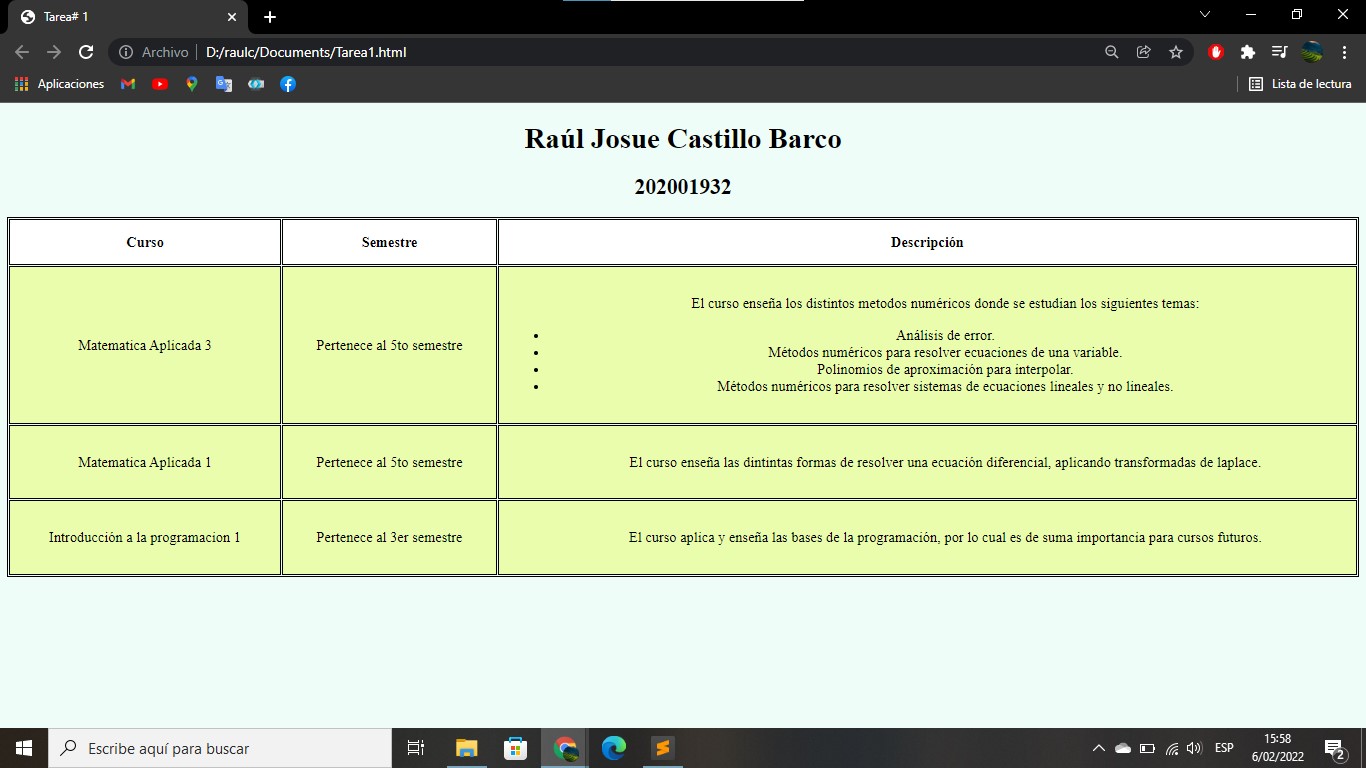 Tarea# 1
Archivo D:/raulc/Documents/Tarea1.html
Aplicaciones
Lista de lectura
Raúl Josue Castillo Barco
202001932
Curso Semestre Descripción
Matematica Aplicada 3 Pertenece al 5to semestre
El curso enseña los distintos metodos numéricos donde se estudian los siguientes temas:
• Análisis de error.
• Métodos numéricos para resolver ecuaciones de una variable.
• Polinomios de aproximación para interpolar.
• Métodos numéricos para resolver sistemas de ecuaciones lineales y no lineales.
Matematica Aplicada 1 Pertenece al 5to semestre El curso enseña las dintintas formas de resolver una ecuación diferencial, aplicando transformadas de laplace.
Introducción a la programacion 1 Pertenece al 3er semestre El curso aplica y enseña las bases de la programación, por lo cual es de suma importancia para cursos futuros.
Escribe aquí para buscar
ESP
15:58
6/02/2022
2